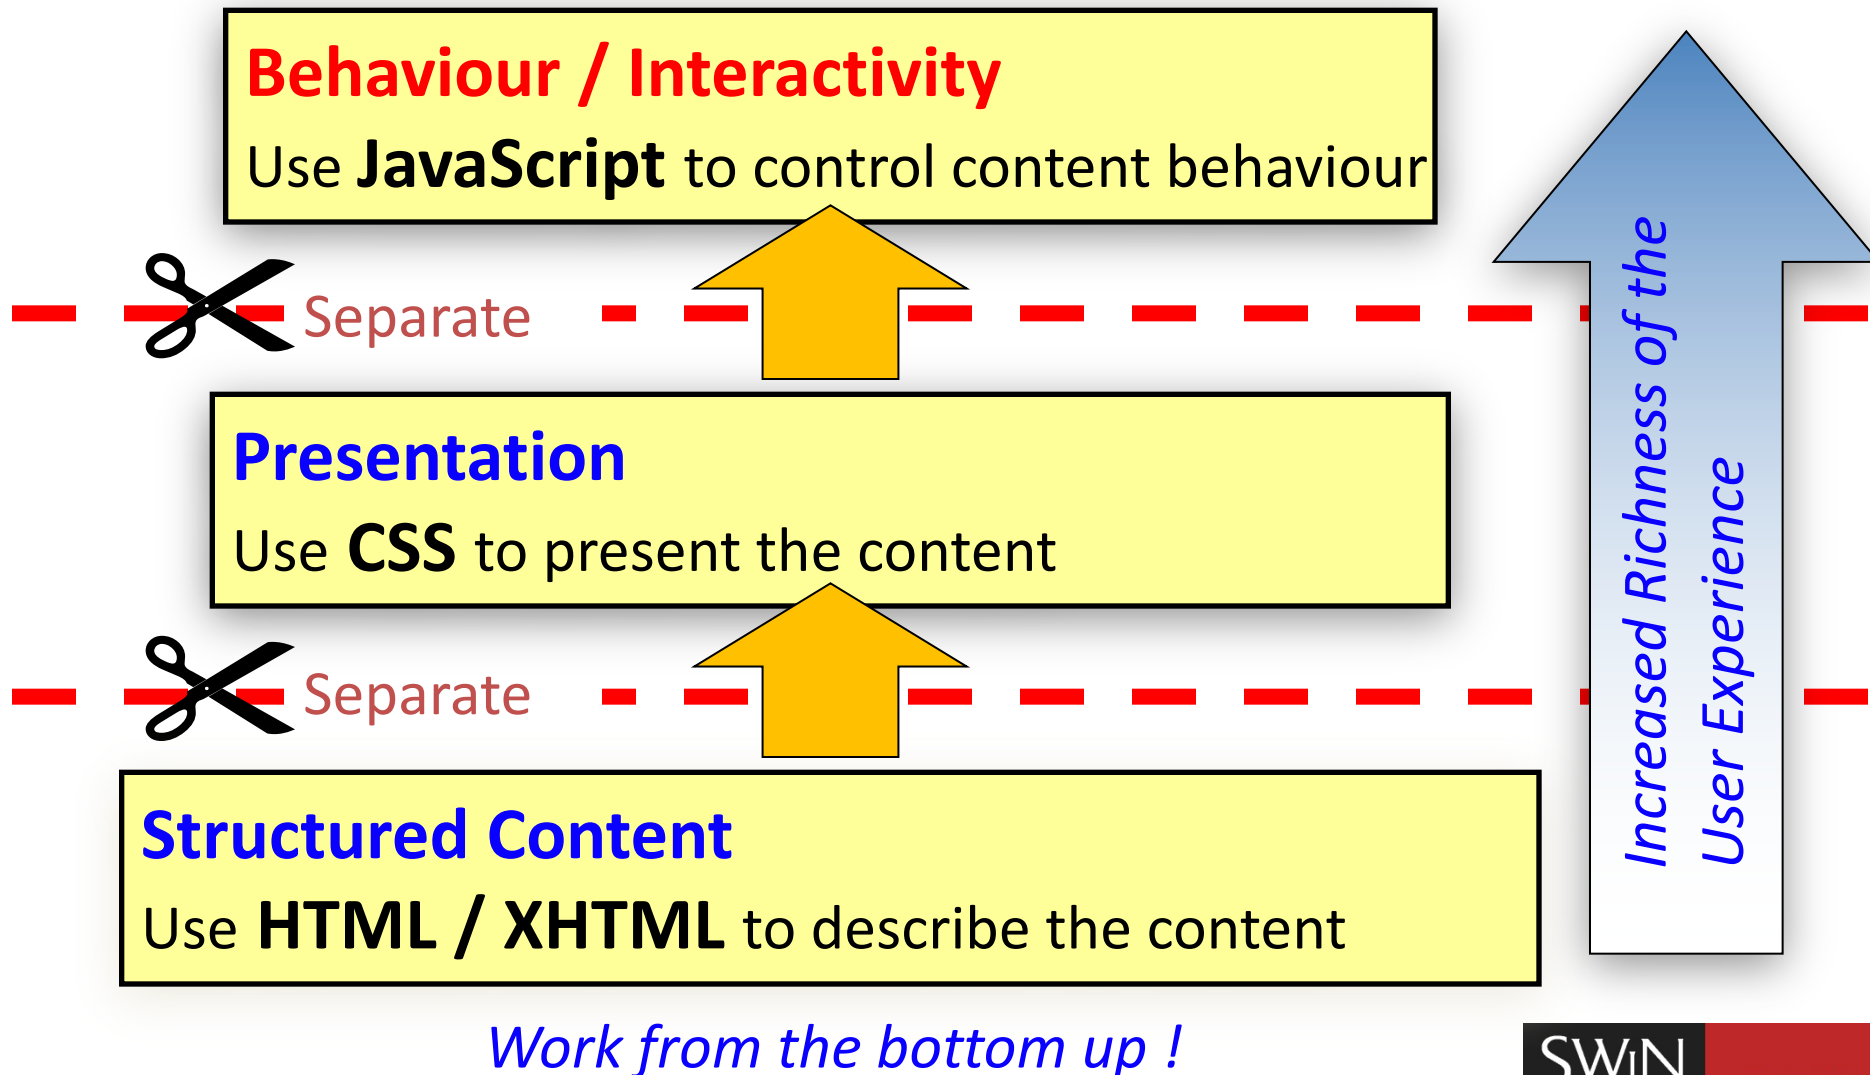 Behaviour / Interactivity
Use JavaScript to control content behaviour
Separate
Presentation
Use CSS to present the content
Separate
Structured Content
Use HTML / XHTML to describe the content
Work from the bottom up !
Increased Richness of the
User Experience
SWIN